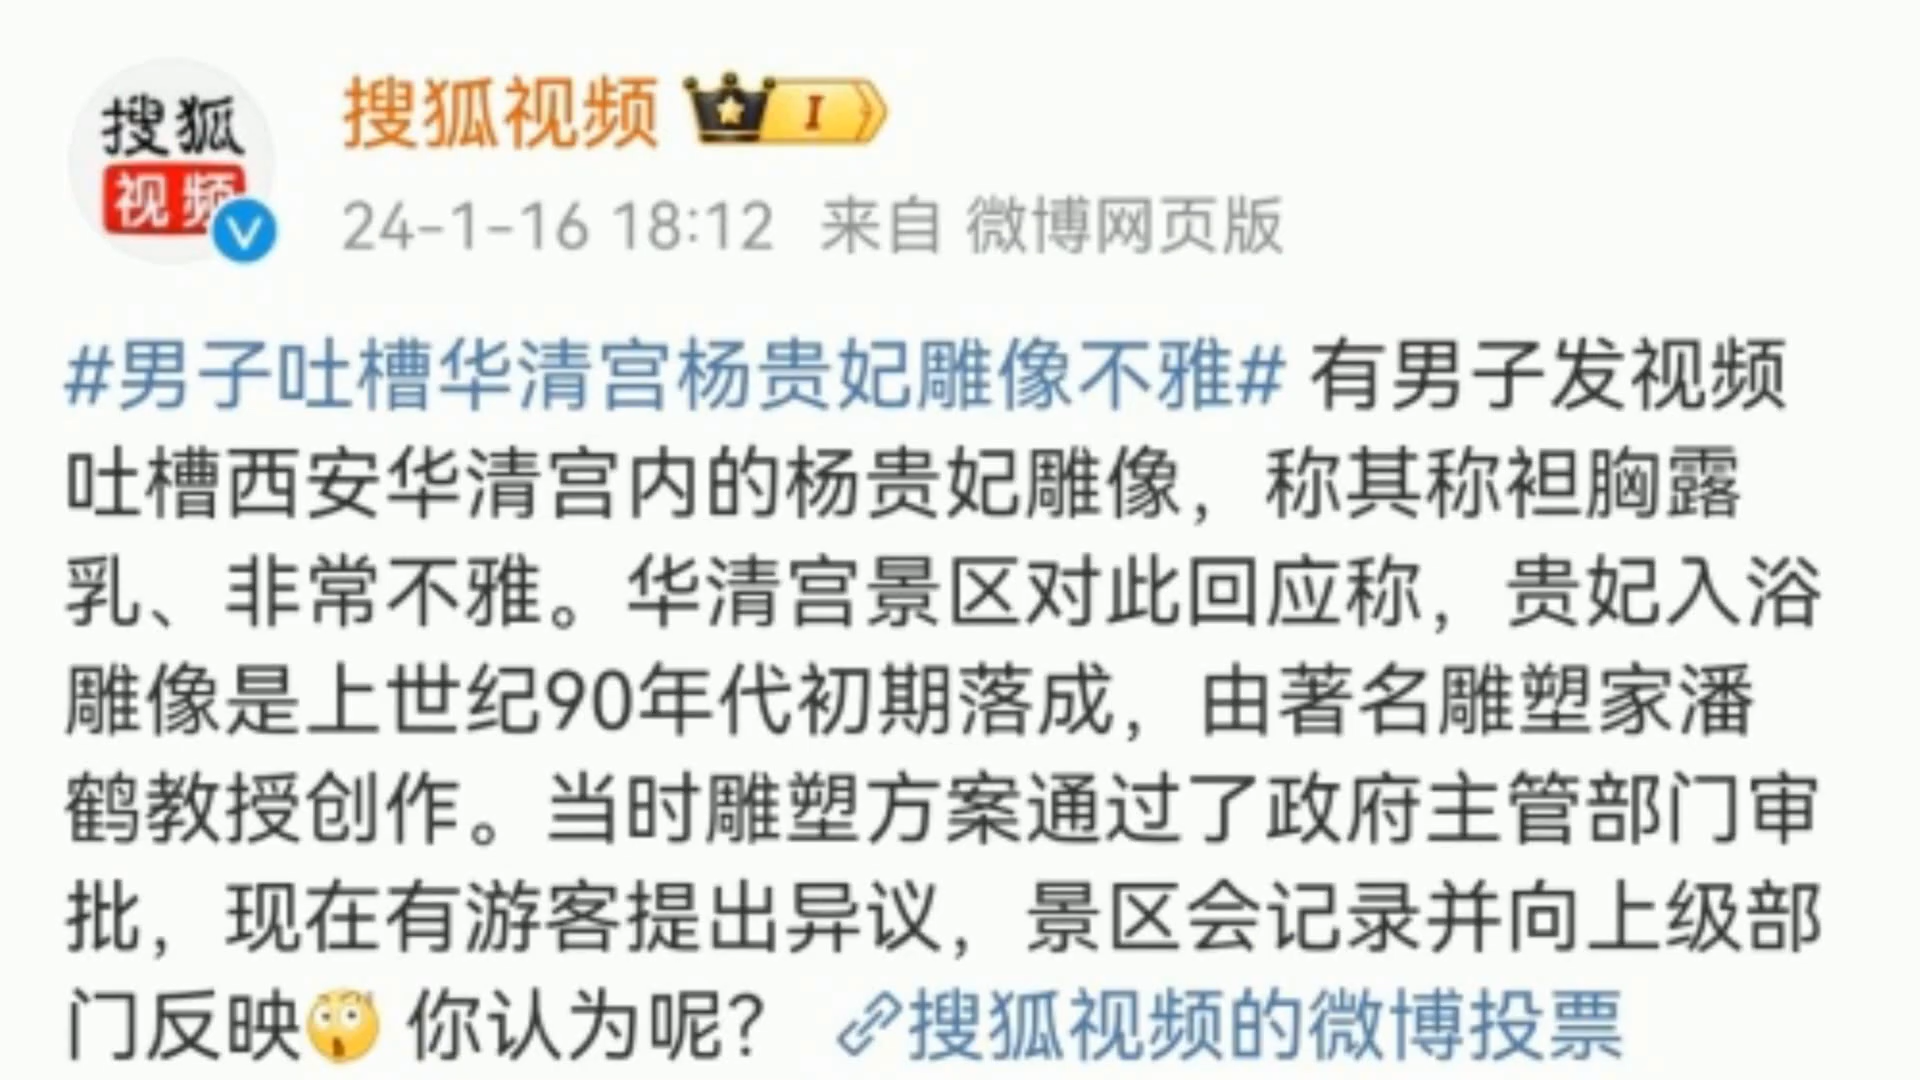 搜狐
视频
搜狐视频 I
24-1-16 18:12 来自 微博网页版
#男子吐槽华清宫杨贵妃雕像不雅# 有男子发视频
吐槽西安华清宫内的杨贵妃雕像，称其称袒胸露
乳、非常不雅。华清宫景区对此回应称，贵妃入浴
雕像是上世纪90年代初期落成，由著名雕塑家潘
鹤教授创作。当时雕塑方案通过了政府主管部门审
批，现在有游客提出异议，景区会记录并向上级部
门反映 你认为呢？ 搜狐视频的微博投票